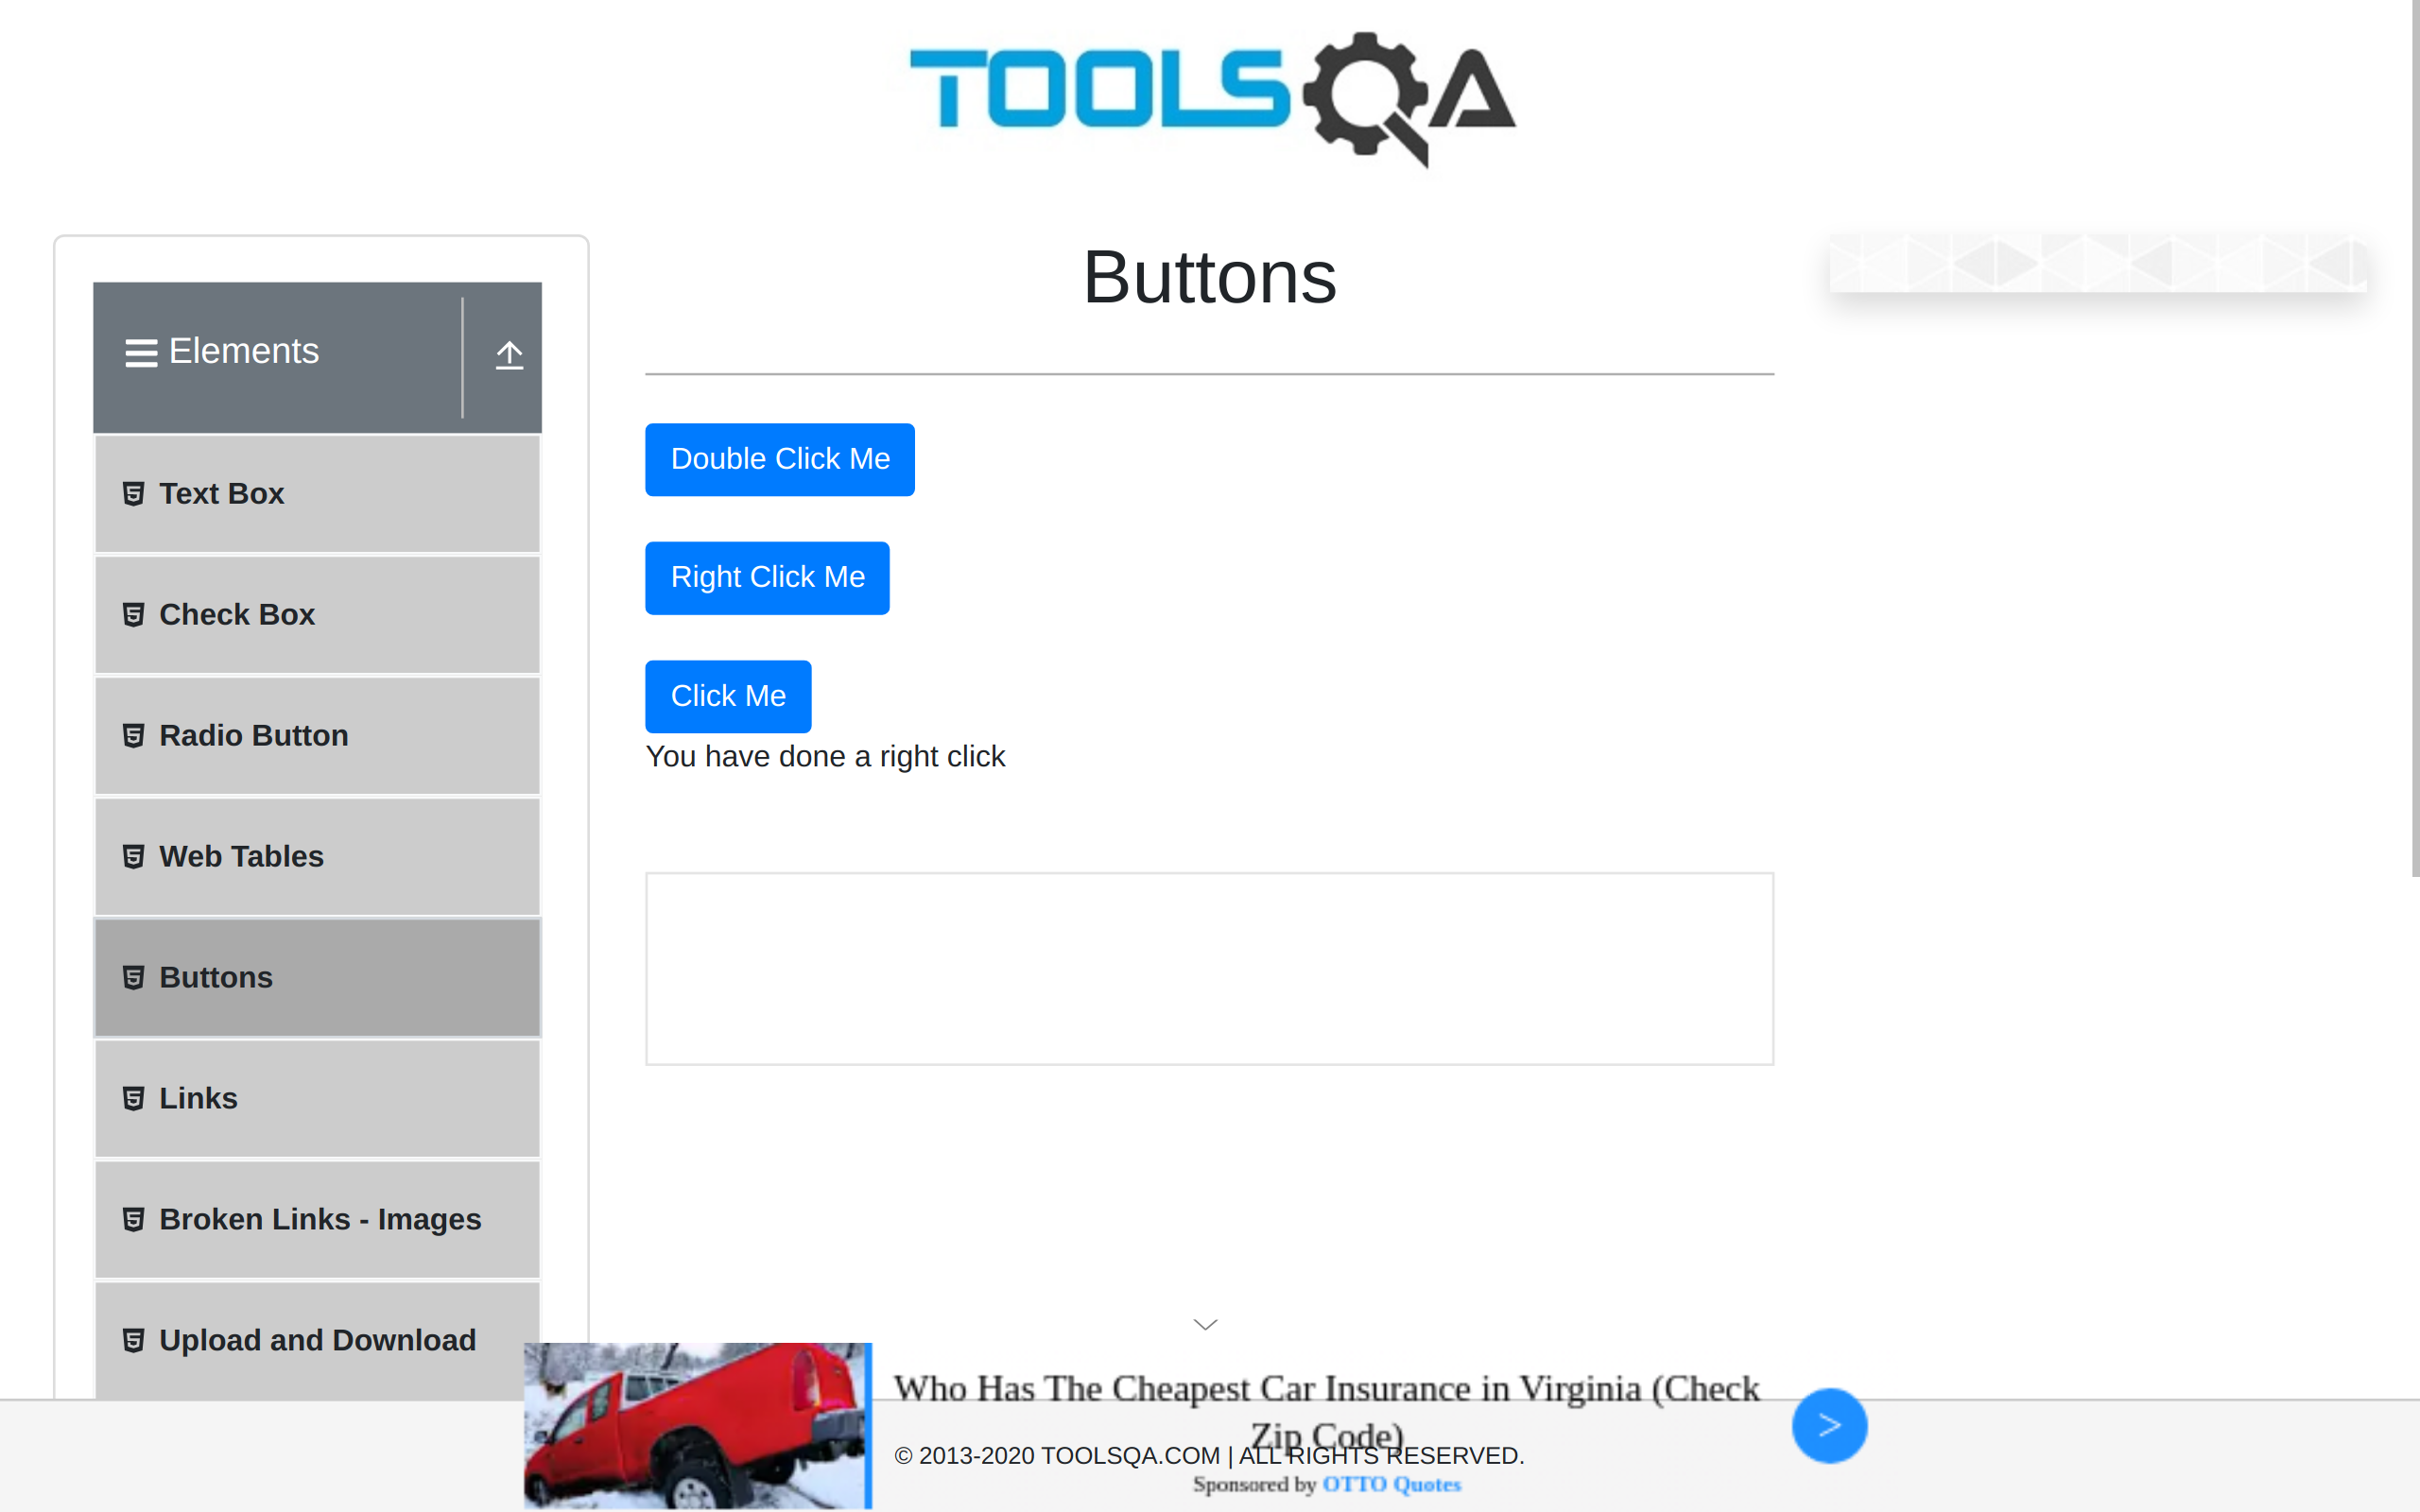 TOOLSQA
Buttons
Elements
Text Box
Check Box
Radio Button
Web Tables
Buttons
Links
Broken Links - Images
Upload and Download
Double Click Me
Right Click Me
Click Me
You have done a right click
Who Has The Cheapest Car Insurance in Virginia (Check
Zip Code)
© 2013-2020 TOOLSQA.COM | ALL RIGHTS RESERVED.
Sponsored by OTTO Quotes